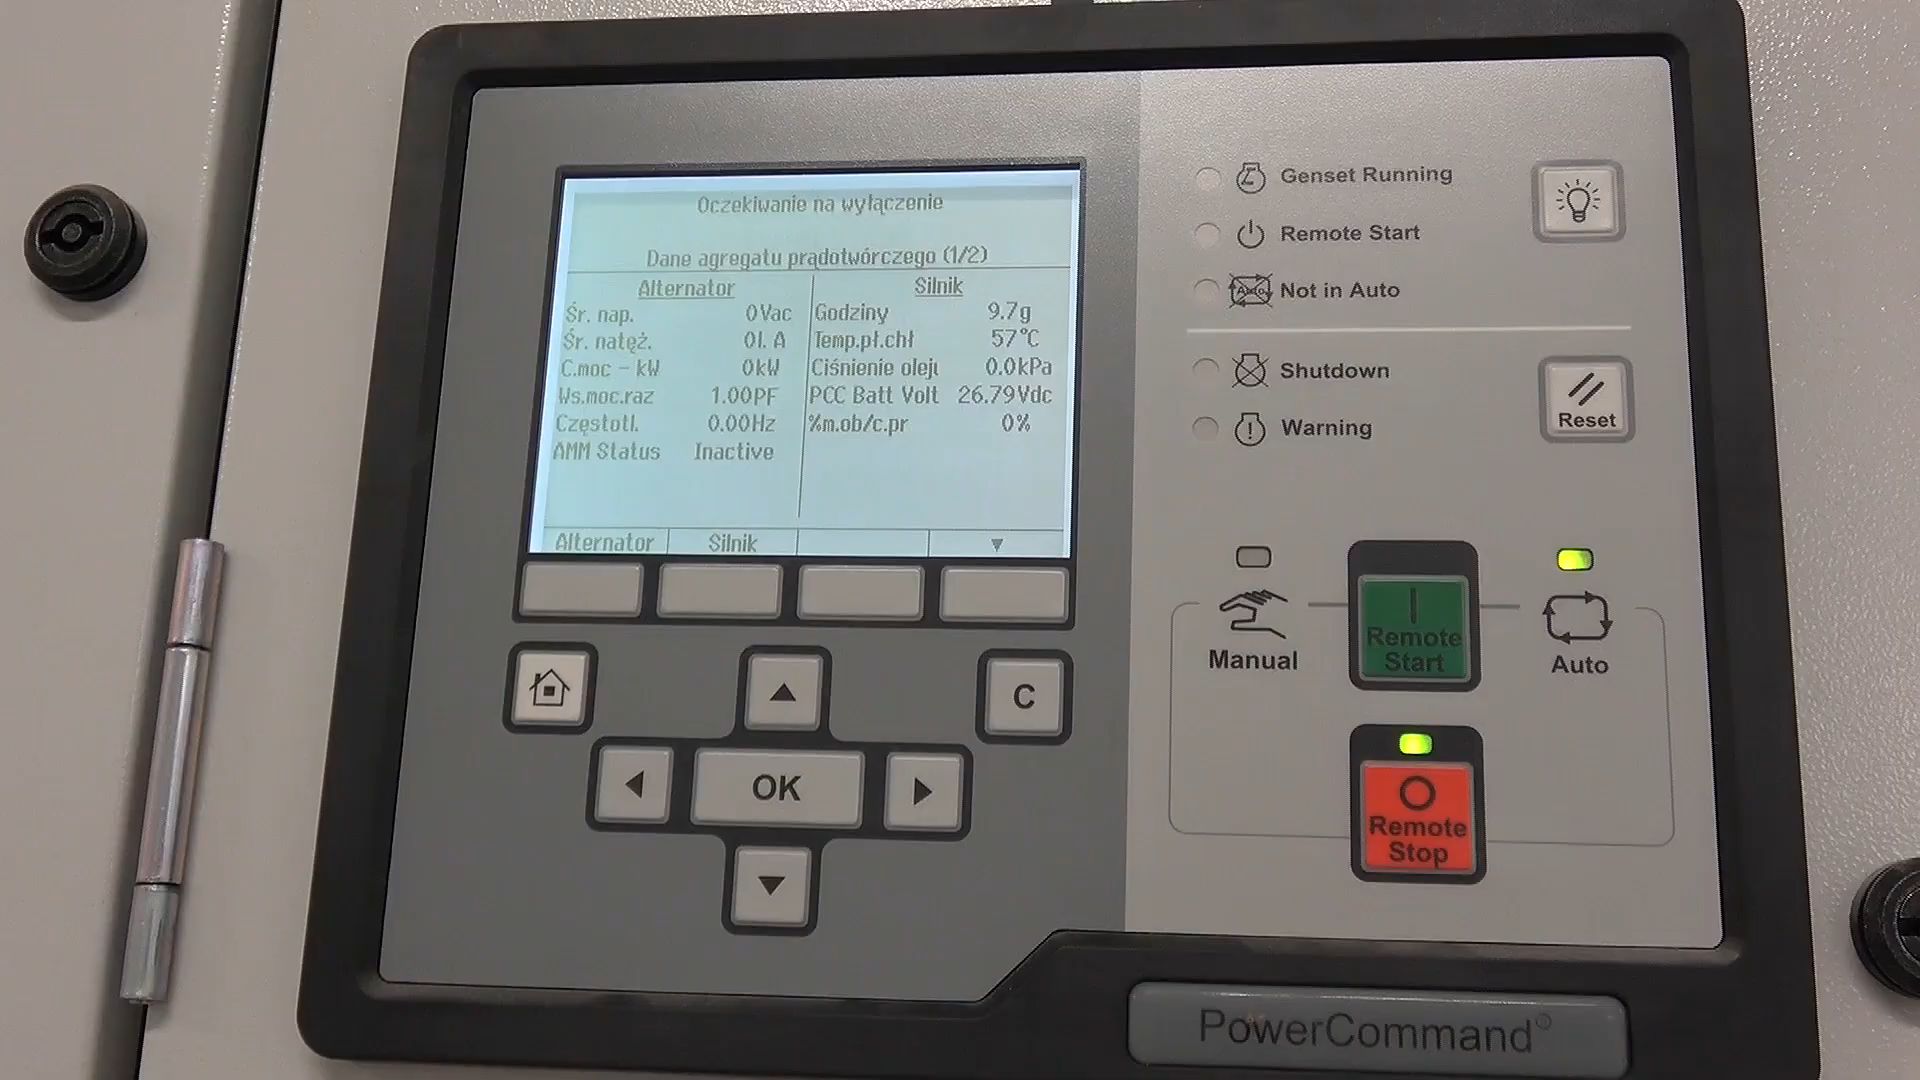 Oczekiwanie na wyłączenie
Dane agregatu prądotwórczego (1/2)
Alternator
Śr. nap. 0Vac
Śr. natęż. 0l. A
C.moc - kW 0kW
Ws.moc.raz 1.00PF
Częstotl. 0.00Hz
AMM Status Inactive
Silnik
Godziny 9.7g
Temp.pł.chł 57°C
Ciśnienie oleju 0.0kPa
PCC Batt Volt 26.79Vdc
%m.ob/c.pr 0%
Alternator Silnik ▼
C
OK
Genset Running
Remote Start
Auto
Not in Auto
Shutdown
Warning
Reset
Manual
Remote
Start
Auto
Remote
Stop
PowerCommand®